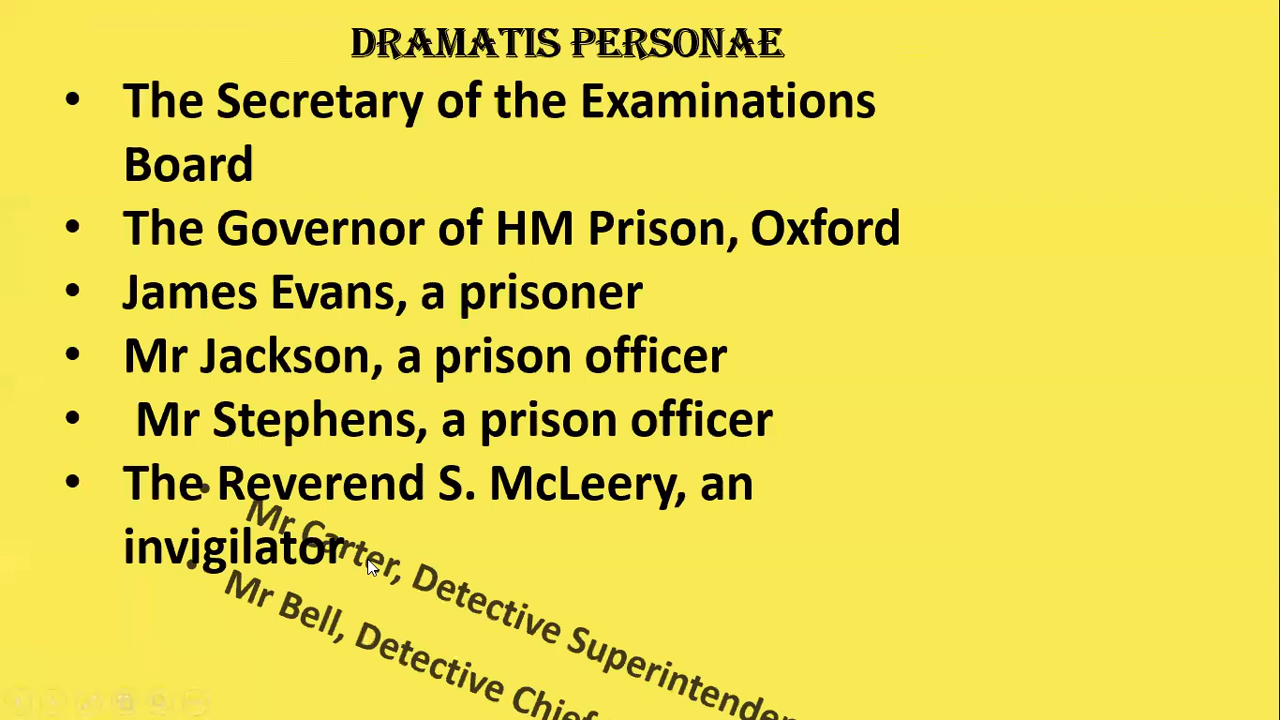 DRAMATIS PERSONAE
• The Secretary of the Examinations
Board
• The Governor of HM Prison, Oxford
• James Evans, a prisoner
• Mr Jackson, a prison officer
• Mr Stephens, a prison officer
• The Reverend S. McLeery, an
invigilator
• Mr Carter, Detective Superintenden
• Mr Bell, Detective Chief